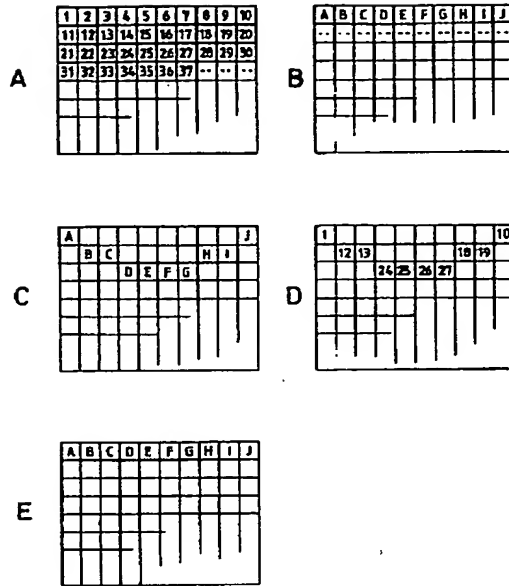 A
1 2 3 4 5 6 7 8 9 10
11 12 13 14 15 16 17 18 19 20
21 22 23 24 25 26 27 28 29 30
31 32 33 34 35 36 37 -- -- --
B
A B C D E F G H I J
-- -- -- -- -- -- -- -- -- --
C
A J
B C H I
D E F G
D
1 10
12 13 18 19
24 25 26 27
E
A B C D E F G H I J